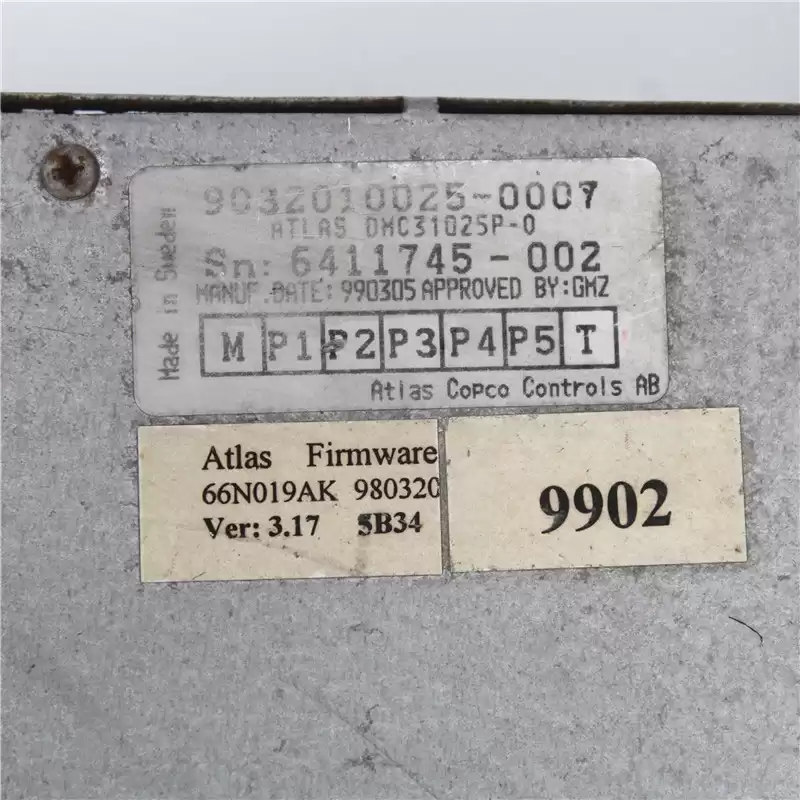 9032010025-0007
ATLAS DMC31025P-0
Sn: 6411745-002
MANUF.DATE: 990305 APPROVED BY:GMZ
Made in Sweden
M P1 P2 P3 P4 P5 T
Atlas Copco Controls AB
Atlas Firmware
66N019AK 980320
Ver: 3.17 SB34
9902